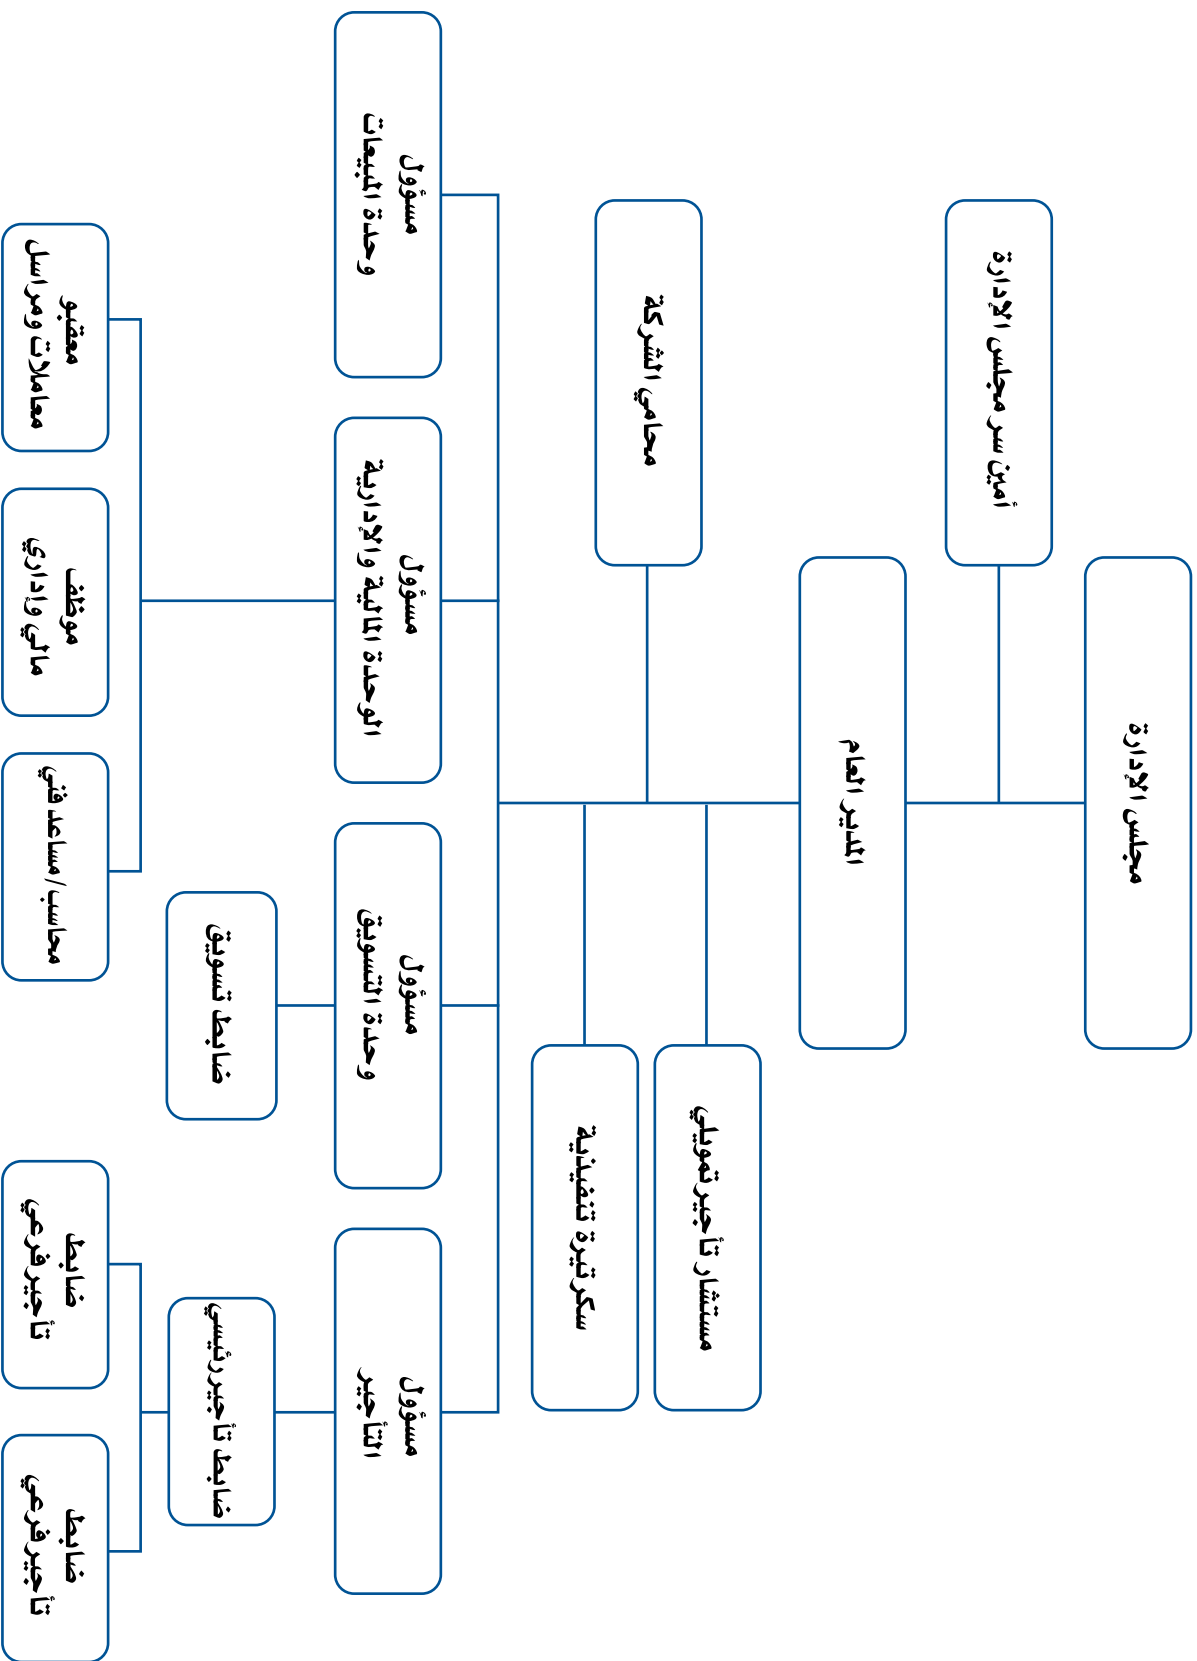 مجلس الإدارة
أمين سر مجلس الإدارة
المدير العام
مستشار تأجير تمويلي
محامي الشركة
سكرتيرة تنفيذية
مسؤول
التأجير
مسؤول
وحدة التسويق
مسؤول
الوحدة المالية والإدارية
مسؤول
وحدة المبيعات
ضابط تأجير رئيسي
ضابط تسويق
ضابط
تأجير فرعي
ضابط
تأجير فرعي
محاسب/مساعد فني
موظف
مالي وإداري
معقبو
معاملات ومراسل